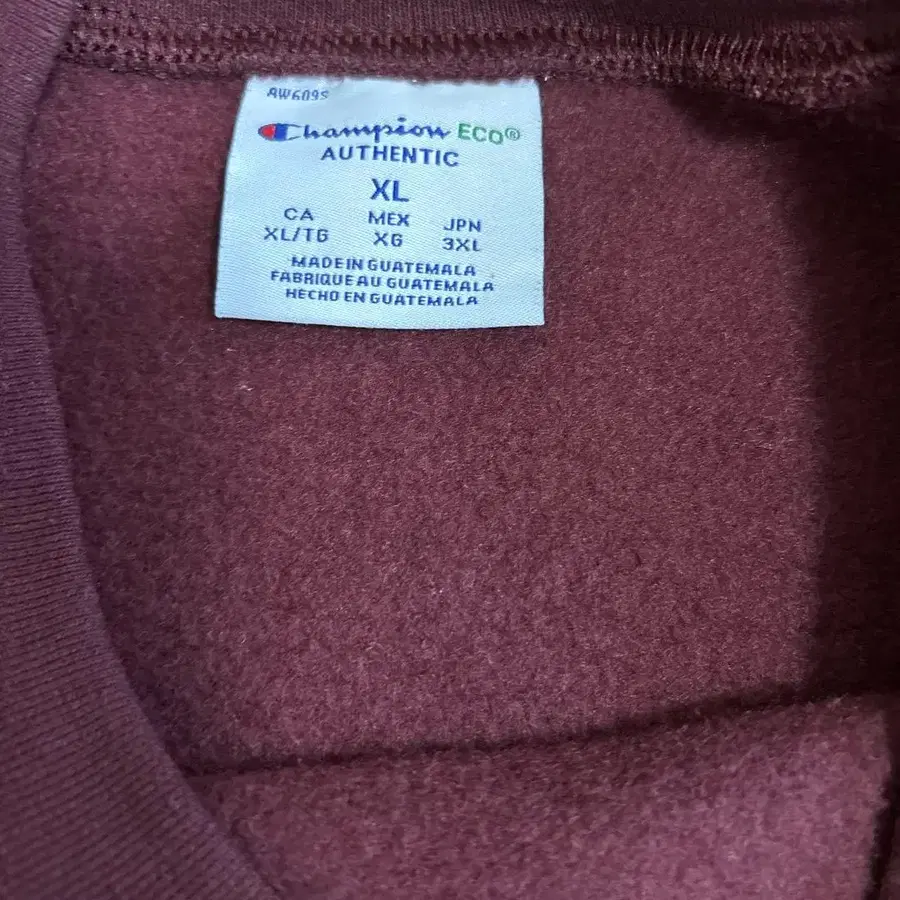 AW609S
Champion ECO®
AUTHENTIC
XL
CA MEX JPN
XL/TG XG 3XL
MADE IN GUATEMALA
FABRIQUE AU GUATEMALA
HECHO EN GUATEMALA